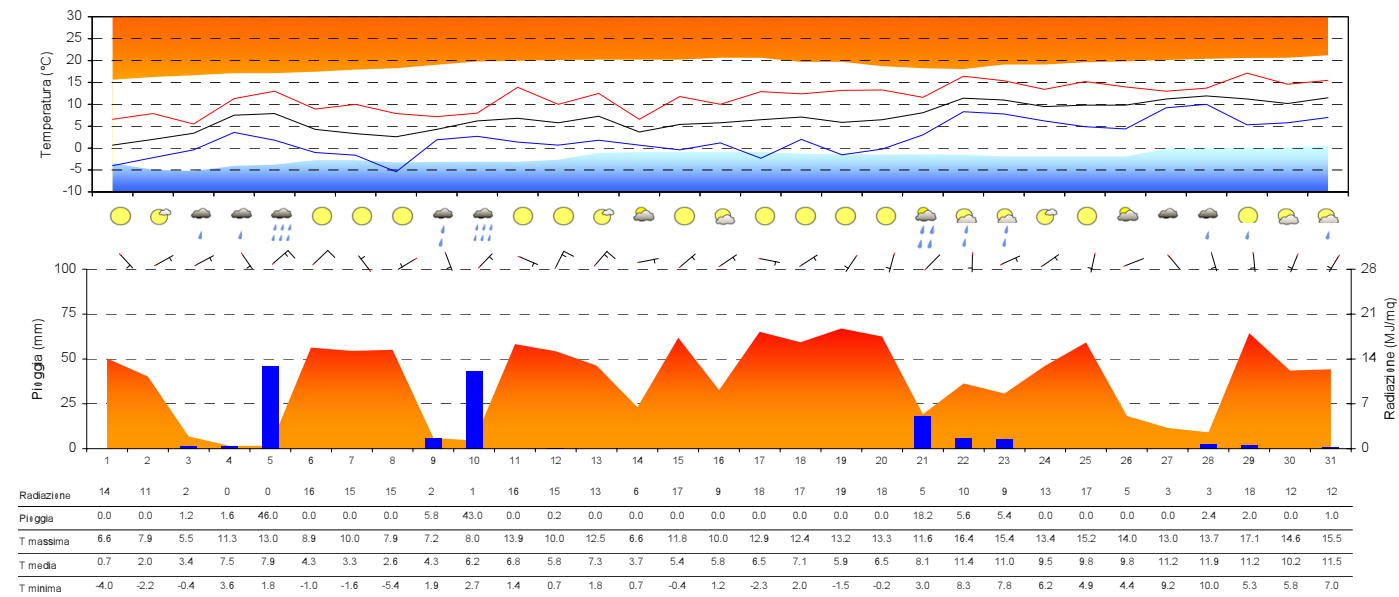 30
25
20
15
10
5
0
-5
-10
Temperatura (°C)
100
75
50
25
0
Pioggia (mm)
28
21
14
7
0
Radiazione (MJ/mq)
1 2 3 4 5 6 7 8 9 10 11 12 13 14 15 16 17 18 19 20 21 22 23 24 25 26 27 28 29 30 31
Radiazione 14 11 2 0 0 16 15 15 2 1 16 15 13 6 17 9 18 17 19 18 5 10 9 13 17 5 3 3 18 12 12
Pioggia 0.0 0.0 1.2 1.6 46.0 0.0 0.0 0.0 5.8 43.0 0.0 0.2 0.0 0.0 0.0 0.0 0.0 0.0 0.0 0.0 18.2 5.6 5.4 0.0 0.0 0.0 0.0 2.4 2.0 0.0 1.0
T massima 6.6 7.9 5.5 11.3 13.0 8.9 10.0 7.9 7.2 8.0 13.9 10.0 12.5 6.6 11.8 10.0 12.9 12.4 13.2 13.3 11.6 16.4 15.4 13.4 15.2 14.0 13.0 13.7 17.1 14.6 15.5
T media 0.7 2.0 3.4 7.5 7.9 4.3 3.3 2.6 4.3 6.2 6.8 5.8 7.3 3.7 5.4 5.8 6.5 7.1 5.9 6.5 8.1 11.4 11.0 9.5 9.8 9.8 11.2 11.9 11.2 10.2 11.5
T minima -4.0 -2.2 -0.4 3.6 1.8 -1.0 -1.6 -5.4 1.9 2.7 1.4 0.7 1.8 0.7 -0.4 1.2 -2.3 2.0 -1.5 -0.2 3.0 8.3 7.8 6.2 4.9 4.4 9.2 10.0 5.3 5.8 7.0